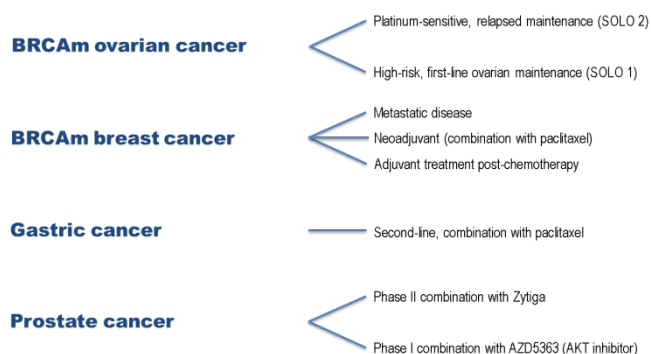 BRCAm ovarian cancer
Platinum-sensitive, relapsed maintenance (SOLO 2)
High-risk, first-line ovarian maintenance (SOLO 1)
BRCAm breast cancer
Metastatic disease
Neoadjuvant (combination with paclitaxel)
Adjuvant treatment post-chemotherapy
Gastric cancer
Second-line, combination with paclitaxel
Prostate cancer
Phase II combination with Zytiga
Phase I combination with AZD5363 (AKT inhibitor)